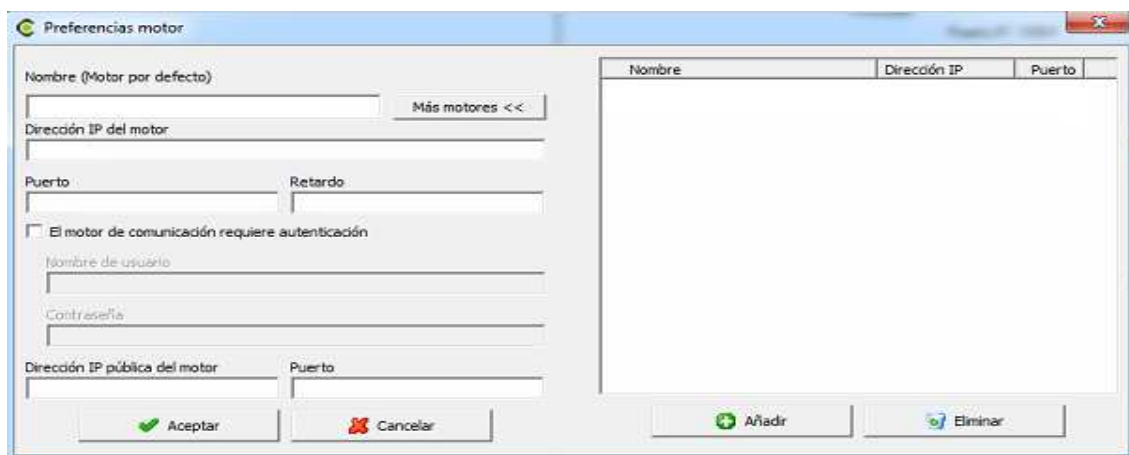 Preferencias motor
Nombre (Motor por defecto)
Más motores <<
Dirección IP del motor
Puerto Retardo
El motor de comunicación requiere autenticación
Nombre de usuario
Contraseña
Dirección IP pública del motor Puerto
Aceptar Cancelar
Nombre Dirección IP Puerto
Añadir Eliminar